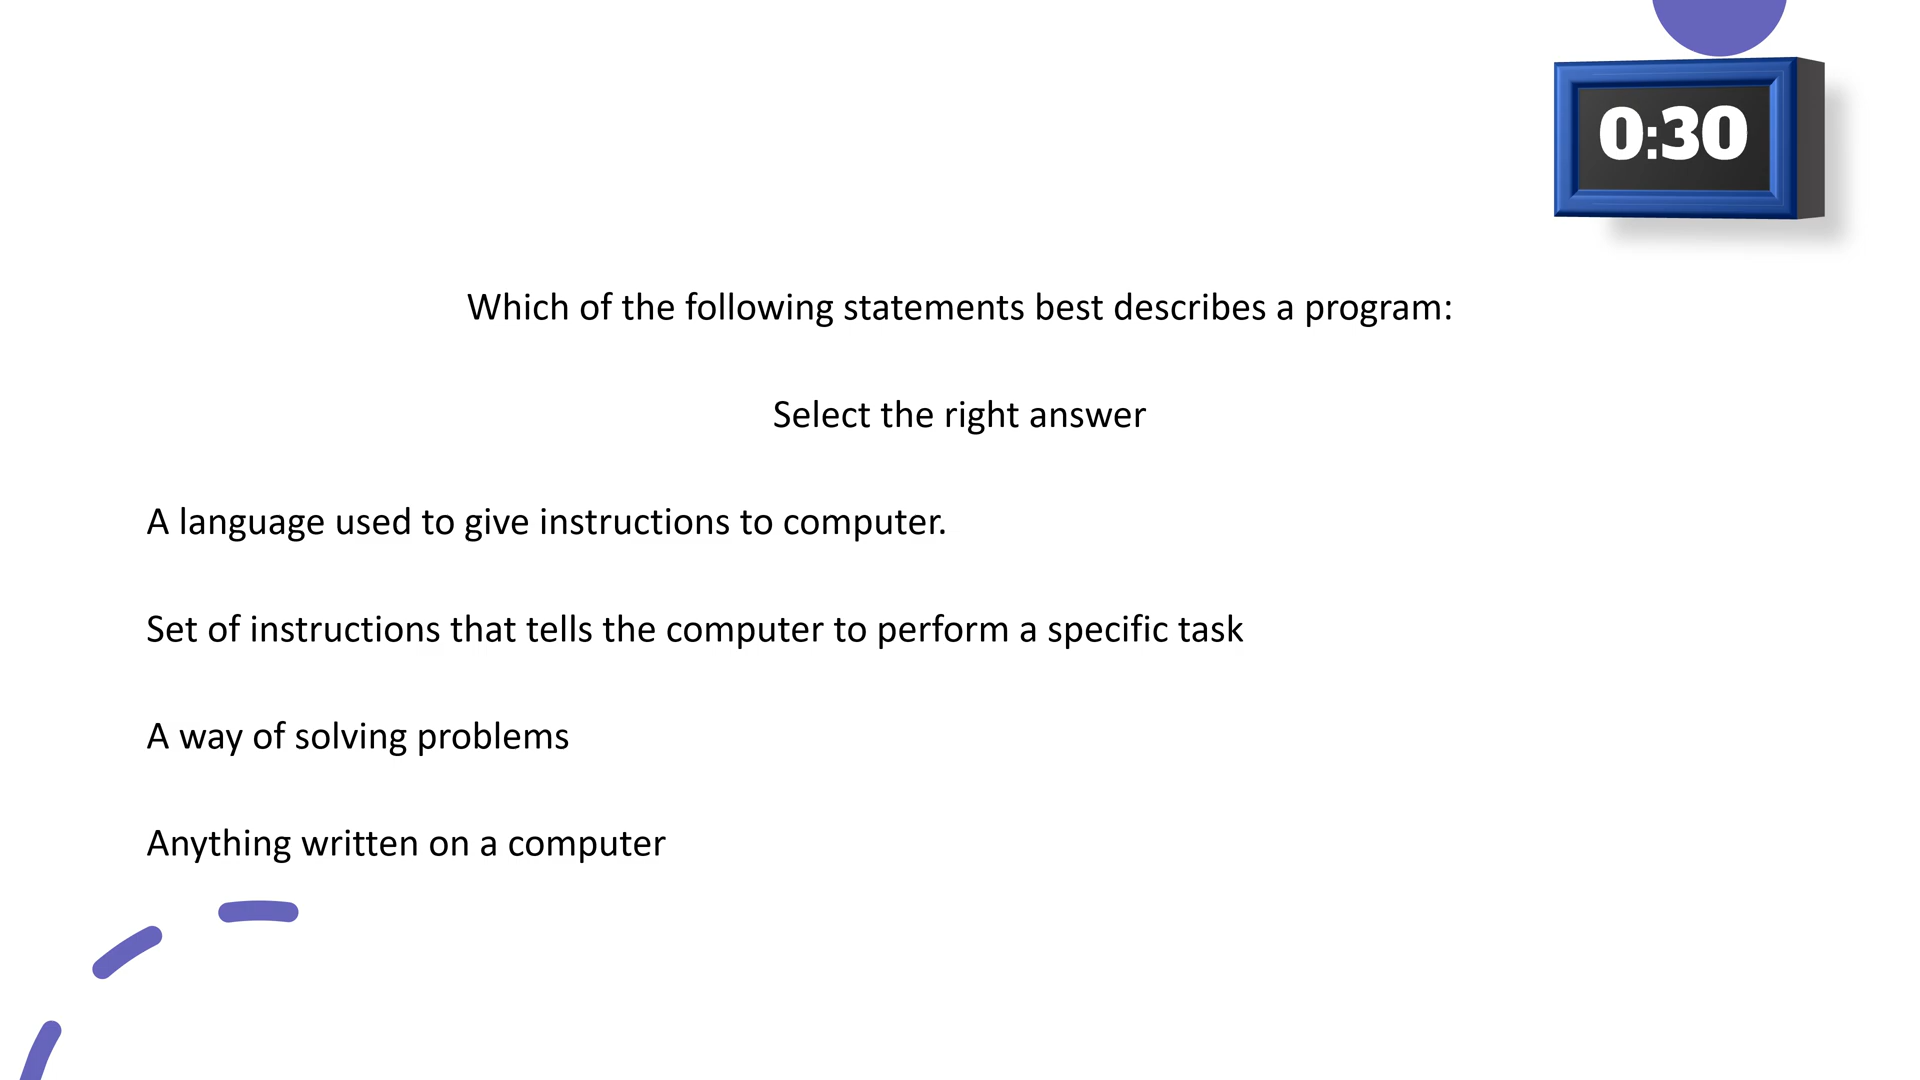 0:30
Which of the following statements best describes a program:
Select the right answer
A language used to give instructions to computer.
Set of instructions that tells the computer to perform a specific task
A way of solving problems
Anything written on a computer